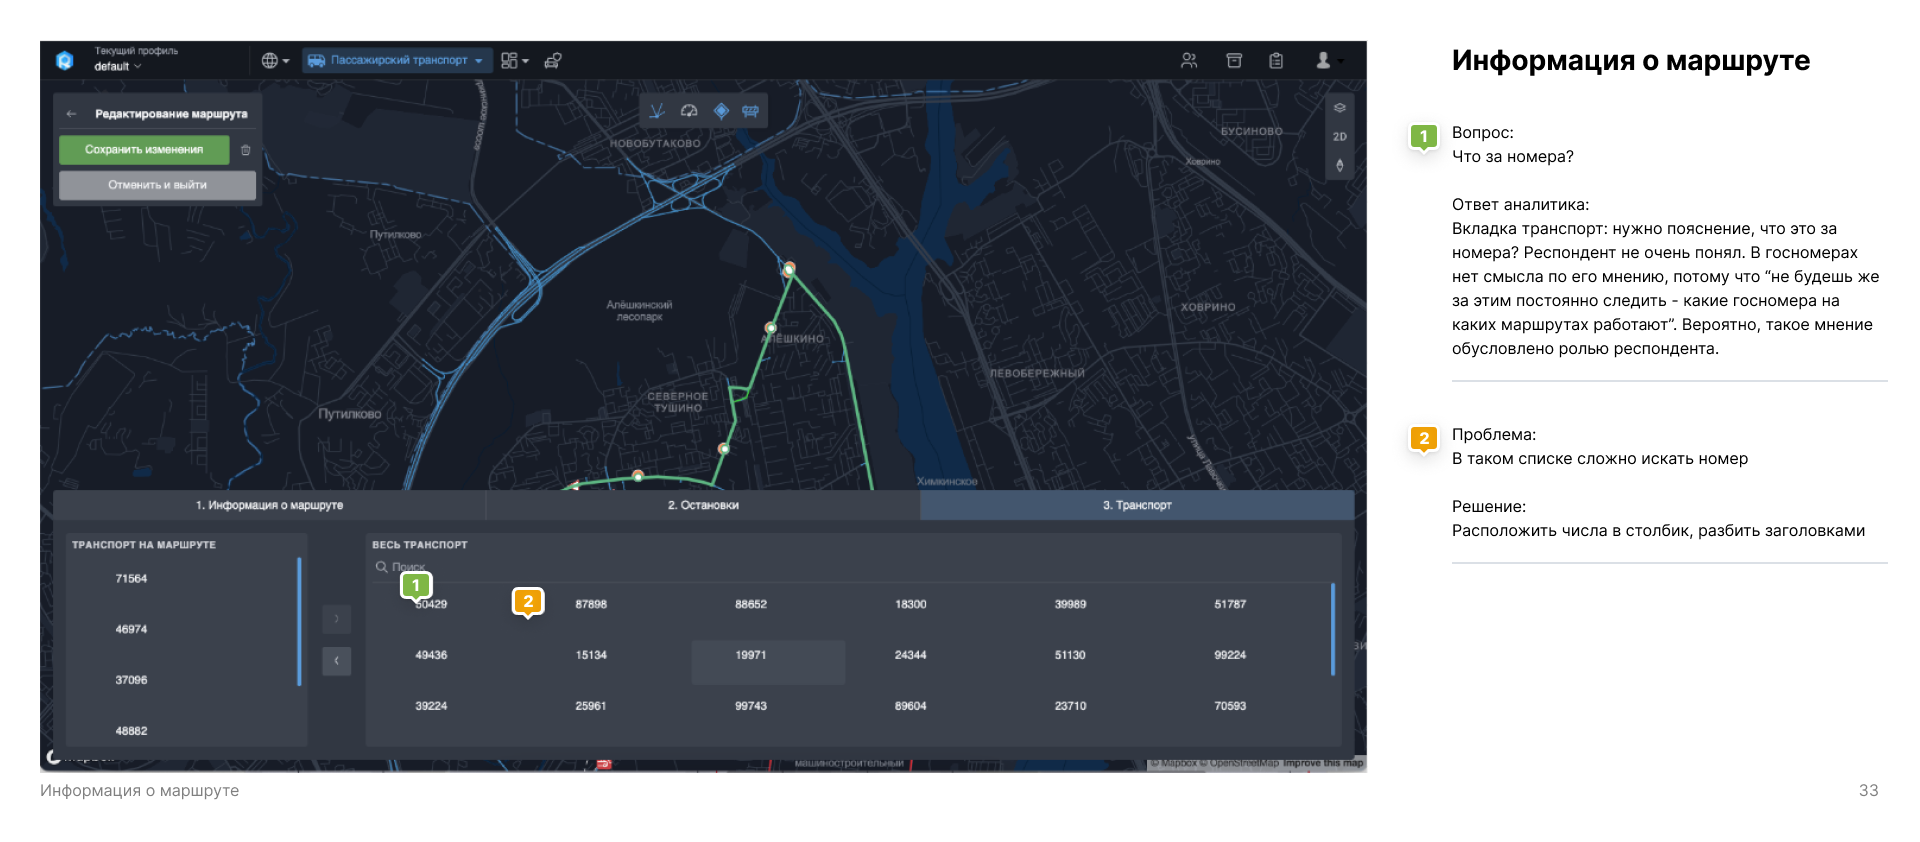 Текущий профиль
default
Пассажирский транспорт
Редактирование маршрута
Сохранить изменения
Отменить и выйти
2D
НОВОБУТАКОВО
БУСИНОВО
Ховрино
Путилково
Алёшкинский
лесопарк
ХОВРИНО
АЛЁШКИНО
ЛЕВОБЕРЕЖНЫЙ
СЕВЕРНОЕ
ТУШИНО
Путилково
Химкинское
1. Информация о маршруте
2. Остановки
3. Транспорт
ТРАНСПОРТ НА МАРШРУТЕ
71564
46974
37096
48882
ВЕСЬ ТРАНСПОРТ
Поиск
1
2
50429 87898 88652 18300 39989 51787
49436 15134 19971 24344 51130 99224
39224 25961 99743 89604 23710 70593
машиностроительный
© Mapbox © OpenStreetMap Improve this map
Информация о маршруте
1
Вопрос:
Что за номера?
Ответ аналитика:
Вкладка транспорт: нужно пояснение, что это за
номера? Респондент не очень понял. В госномерах
нет смысла по его мнению, потому что “не будешь же
за этим постоянно следить - какие госномера на
каких маршрутах работают”. Вероятно, такое мнение
обусловлено ролью респондента.
2
Проблема:
В таком списке сложно искать номер
Решение:
Расположить числа в столбик, разбить заголовками
Информация о маршруте
33